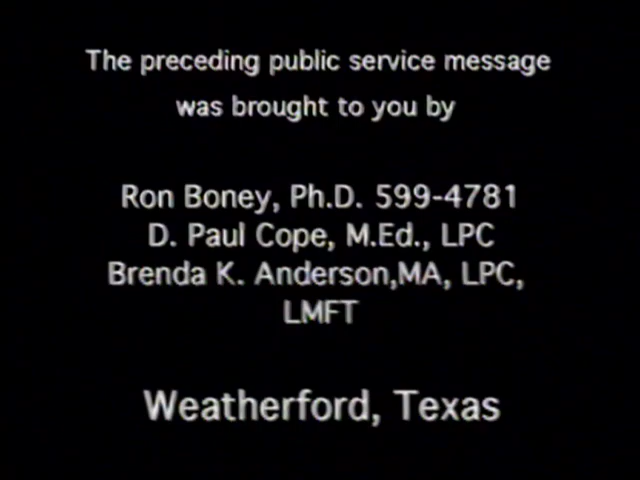 The preceding public service message
was brought to you by
Ron Boney, Ph.D. 599-4781
D. Paul Cope, M.Ed., LPC
Brenda K. Anderson,MA, LPC,
LMFT
Weatherford, Texas